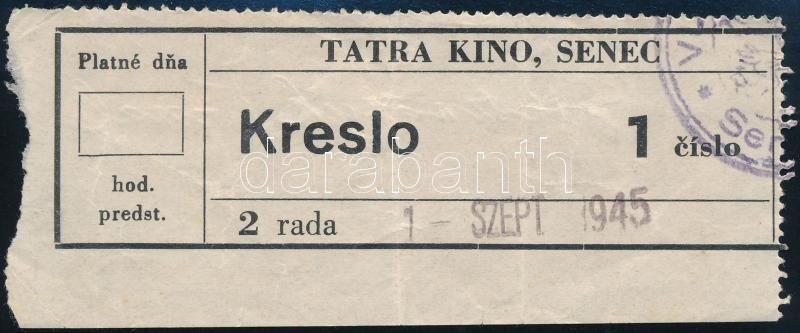 TATRA KINO, SENEC
Platné dňa
Kreslo 1 číslo
darabanth
hod.
predst.
2 rada
1 - SZEPT 1945